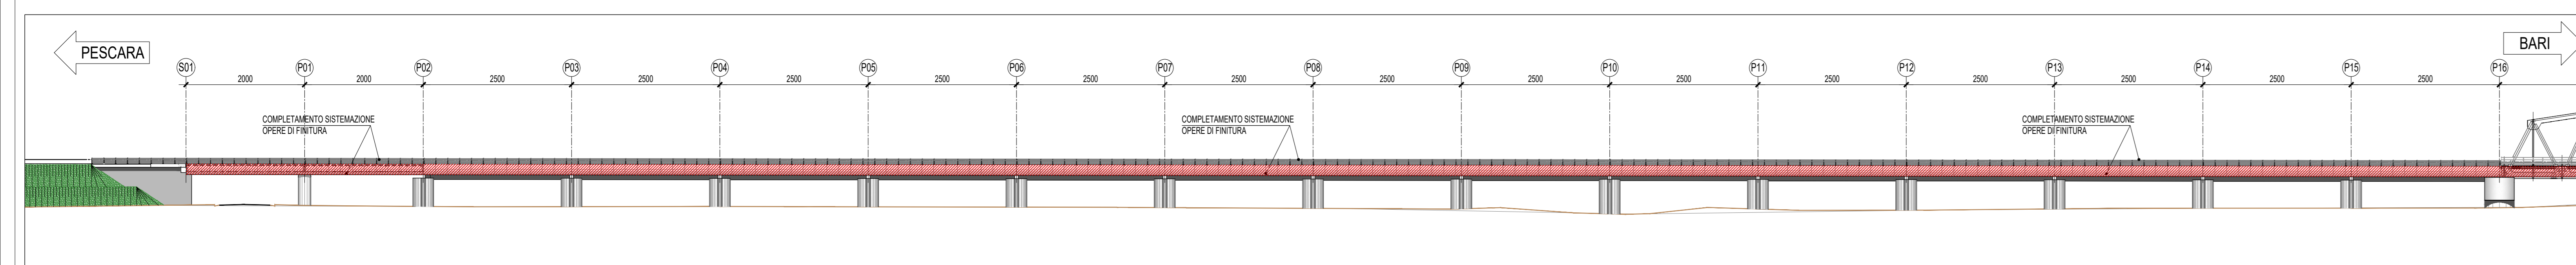 PESCARA
BARI
S01
P01
P02
P03
P04
P05
P06
P07
P08
P09
P10
P11
P12
P13
P14
P15
P16
2000
2000
2500
2500
2500
2500
2500
2500
2500
2500
2500
2500
2500
2500
2500
2500
COMPLETAMENTO SISTEMAZIONE
OPERE DI FINITURA
COMPLETAMENTO SISTEMAZIONE
OPERE DI FINITURA
COMPLETAMENTO SISTEMAZIONE
OPERE DI FINITURA